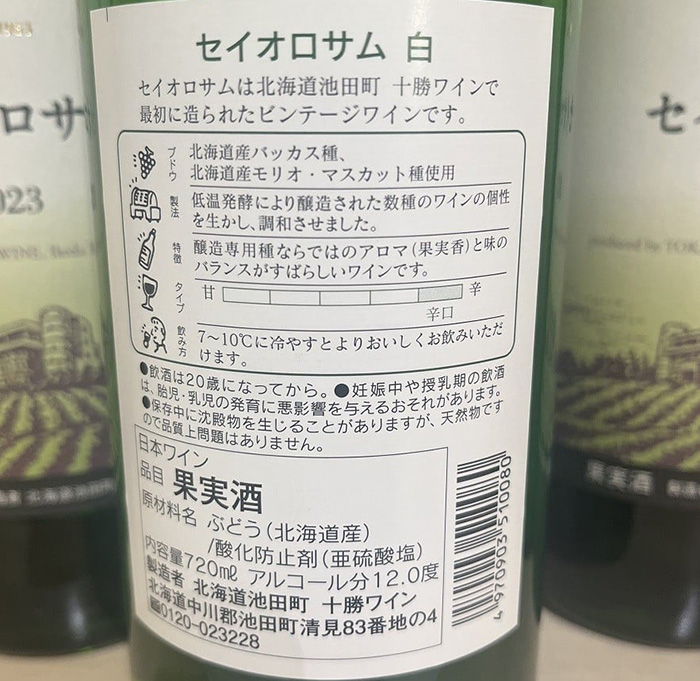 セイオロサム 白
セイオロサムは北海道池田町 十勝ワインで
最初に造られたビンテージワインです。
ブドウ
北海道産バッカス種、
北海道産モリオ・マスカット種使用
製法
低温発酵により醸造された数種のワインの個性
を生かし、調和させました。
特徴
醸造専用種ならではのアロマ(果実香)と味の
バランスがすばらしいワインです。
タイプ
甘 辛
辛口
飲み方
7〜10℃に冷やすとよりおいしくお飲みいただ
けます。
●飲酒は20歳になってから。●妊娠中や授乳期の飲酒
は、胎児・乳児の発育に悪影響を与えるおそれがあります。
●保存中に沈殿物を生じることがありますが、天然物です
ので品質上問題はありません。
日本ワイン
品目 果実酒
原材料名 ぶどう(北海道産)
/酸化防止剤(亜硫酸塩)
内容量720㎖ アルコール分12.0度
製造者 北海道池田町 十勝ワイン
北海道中川郡池田町清見83番地の4
☎0120-023228
4 970903 510080
ロサ
023
WINE,
セ
produced by TOK
果実酒